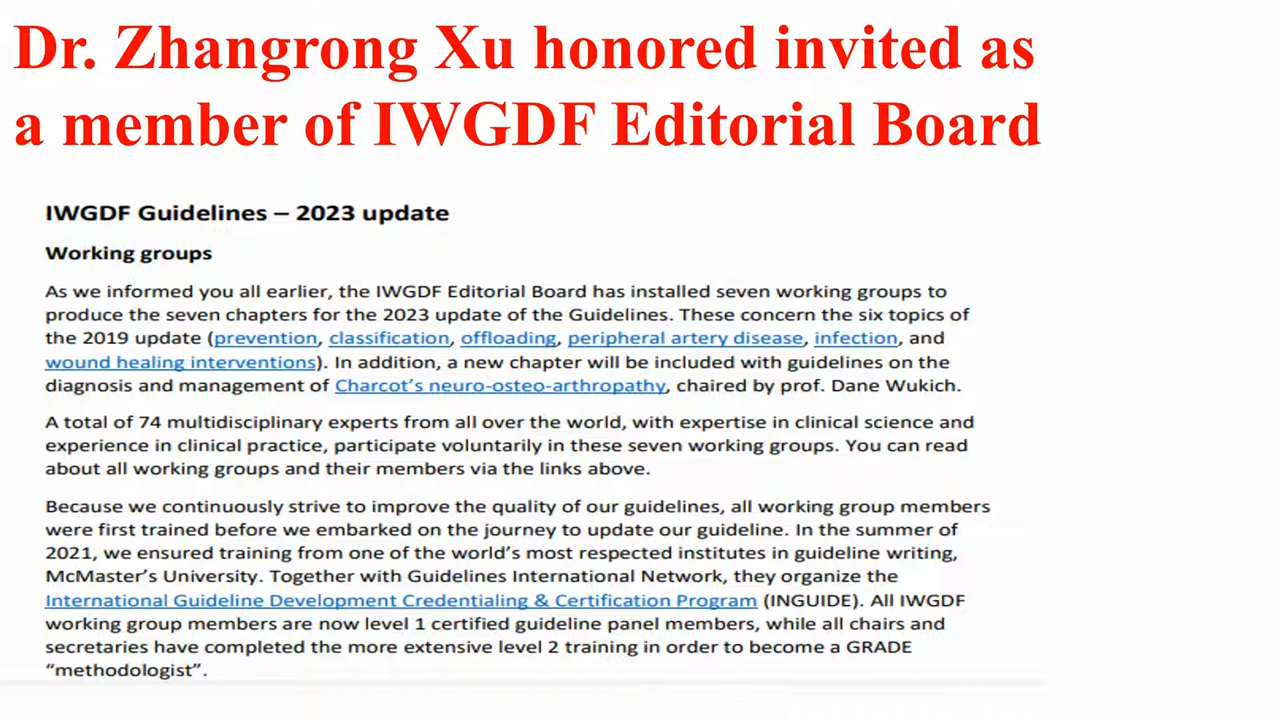 Dr. Zhangrong Xu honored invited as
a member of IWGDF Editorial Board
IWGDF Guidelines – 2023 update
Working groups
As we informed you all earlier, the IWGDF Editorial Board has installed seven working groups to
produce the seven chapters for the 2023 update of the Guidelines. These concern the six topics of
the 2019 update (prevention, classification, offloading, peripheral artery disease, infection, and
wound healing interventions). In addition, a new chapter will be included with guidelines on the
diagnosis and management of Charcot’s neuro-osteo-arthropathy, chaired by prof. Dane Wukich.
A total of 74 multidisciplinary experts from all over the world, with expertise in clinical science and
experience in clinical practice, participate voluntarily in these seven working groups. You can read
about all working groups and their members via the links above.
Because we continuously strive to improve the quality of our guidelines, all working group members
were first trained before we embarked on the journey to update our guideline. In the summer of
2021, we ensured training from one of the world’s most respected institutes in guideline writing,
McMaster’s University. Together with Guidelines International Network, they organize the
International Guideline Development Credentialing & Certification Program (INGUIDE). All IWGDF
working group members are now level 1 certified guideline panel members, while all chairs and
secretaries have completed the more extensive level 2 training in order to become a GRADE
“methodologist”.